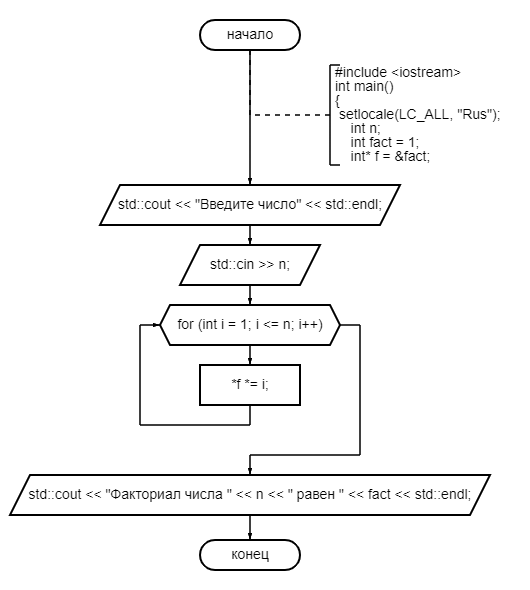 начало
#include <iostream>
int main()
{
setlocale(LC_ALL, "Rus");
int n;
int fact = 1;
int* f = &fact;
std::cout << "Введите число" << std::endl;
std::cin >> n;
for (int i = 1; i <= n; i++)
*f *= i;
std::cout << "Факториал числа " << n << " равен " << fact << std::endl;
конец